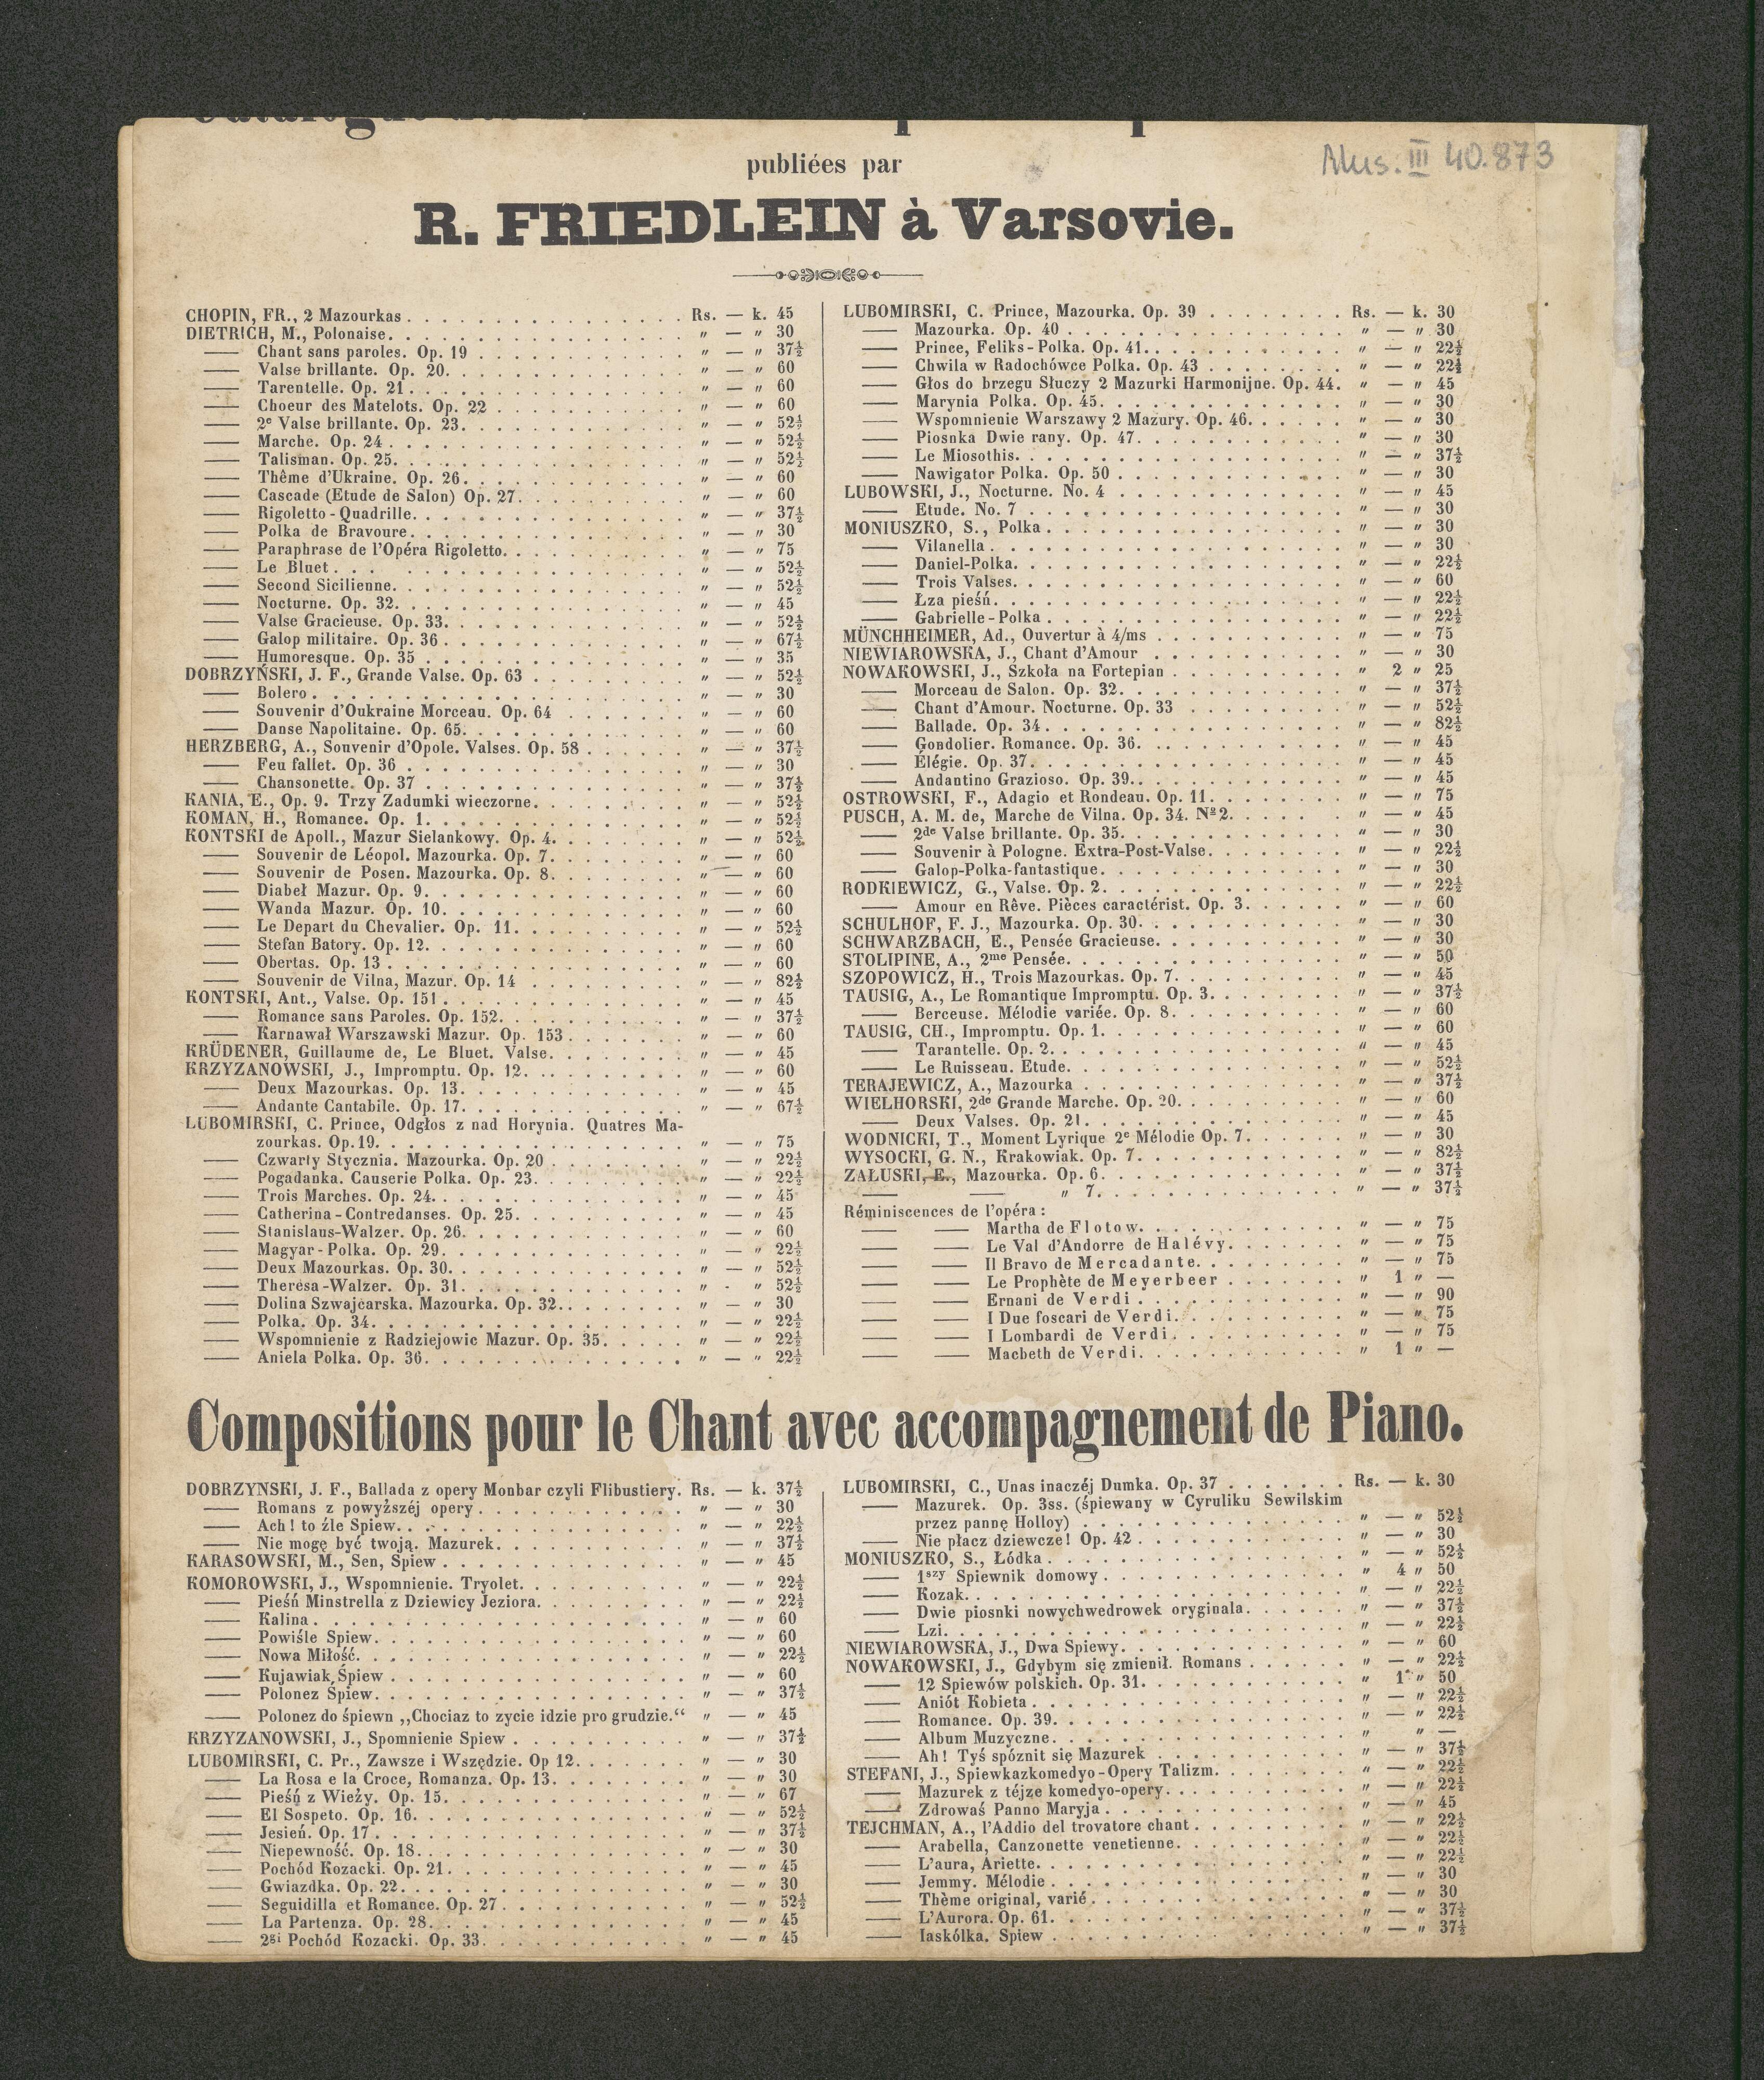 publiées par
Mus. III 40.873
R. FRIEDLEIN à Varsovie.
CHOPIN, FR., 2 Mazourkas . . . Rs. — k. 45
DIETRICH, M., Polonaise. . . . „ — „ 30
—— Chant sans paroles. Op. 19 . . . „ — „ 37½
—— Valse brillante. Op. 20. . . . „ — „ 60
—— Tarentelle. Op. 21 . . . „ — „ 60
—— Choeur des Matelots. Op. 22 . . . „ — „ 60
—— 2e Valse brillante. Op. 23. . . . „ — „ 52½
—— Marche. Op. 24 . . . „ — „ 52½
—— Talisman. Op. 25. . . . „ — „ 52½
—— Thême d'Ukraine. Op. 26. . . . „ — „ 60
—— Cascade (Etude de Salon) Op. 27. . . . „ — „ 60
—— Rigoletto-Quadrille. . . . „ — „ 37½
—— Polka de Bravoure. . . . „ — „ 30
—— Paraphrase de l'Opéra Rigoletto. . . . „ — „ 75
—— Le Bluet . . . „ — „ 52½
—— Second Sicilienne. . . . „ — „ 52½
—— Nocturne. Op. 32. . . . „ — „ 45
—— Valse Gracieuse. Op. 33. . . . „ — „ 52½
—— Galop militaire. Op. 36 . . . „ — „ 67½
—— Humoresque. Op. 35 . . . „ — „ 35
DOBRZYŃSKI, J. F., Grande Valse. Op. 63 . . . „ — „ 52½
—— Bolero . . . „ — „ 30
—— Souvenir d'Oukraine Morceau. Op. 64 . . . „ — „ 60
—— Danse Napolitaine. Op. 65. . . . „ — „ 60
HERZBERG, A., Souvenir d'Opole. Valses. Op. 58 . . . „ — „ 37½
—— Feu fallet. Op. 36 . . . „ — „ 30
—— Chansonette. Op. 37 . . . „ — „ 37½
KANIA, E., Op. 9. Trzy Zadumki wieczorne. . . . „ — „ 52½
KOMAN, H., Romance. Op. 1. . . . „ — „ 52½
KONTSKI de Apoll., Mazur Sielankowy. Op. 4. . . . „ — „ 52½
—— Souvenir de Léopol. Mazourka. Op. 7. . . . „ — „ 60
—— Souvenir de Posen. Mazourka. Op. 8. . . . „ — „ 60
—— Diabeł Mazur. Op. 9. . . . „ — „ 60
—— Wanda Mazur. Op. 10. . . . „ — „ 60
—— Le Depart du Chevalier. Op. 11. . . . „ — „ 52½
—— Stefan Batory. Op. 12. . . . „ — „ 60
—— Obertas. Op. 13 . . . „ — „ 60
—— Souvenir de Vilna, Mazur. Op. 14 . . . „ — „ 82½
KONTSKI, Ant., Valse. Op. 151 . . . „ — „ 45
—— Romance sans Paroles. Op. 152. . . . „ — „ 37½
—— Karnawał Warszawski Mazur. Op. 153 . . . „ — „ 60
KRÜDENER, Guillaume de, Le Bluet. Valse. . . . „ — „ 45
KRZYZANOWSKI, J., Impromptu. Op. 12. . . . „ — „ 60
—— Deux Mazourkas. Op. 13. . . . „ — „ 45
—— Andante Cantabile. Op. 17. . . . „ — „ 67½
LUBOMIRSKI, C. Prince, Odgłos z nad Horynia. Quatres Ma-
zourkas. Op. 19. . . . „ — „ 75
—— Czwarty Stycznia. Mazourka. Op. 20 . . . „ — „ 22½
—— Pogadanka. Causerie Polka. Op. 23. . . . „ — „ 22½
—— Trois Marches. Op. 24. . . . „ — „ 45
—— Catherina-Contredanses. Op. 25. . . . „ — „ 45
—— Stanislaus-Walzer. Op. 26. . . . „ — „ 60
—— Magyar-Polka. Op. 29. . . . „ — „ 22½
—— Deux Mazourkas. Op. 30. . . . „ — „ 52½
—— Theresa-Walzer. Op. 31. . . . „ - „ 52½
—— Dolina Szwajcarska. Mazourka. Op. 32. . . . „ — „ 30
—— Polka. Op. 34. . . . „ — „ 22½
—— Wspomnienie z Radziejowic Mazur. Op. 35. . . . „ — „ 22½
—— Aniela Polka. Op. 36. . . . „ — „ 22½
LUBOMIRSKI, C. Prince, Mazourka. Op. 39 . . . Rs. — k. 30
—— Mazourka. Op. 40 . . . „ — „ 30
—— Prince, Feliks-Polka. Op. 41. . . . „ — „ 22½
—— Chwila w Radochówce Polka. Op. 43 . . . „ — „ 22½
—— Głos do brzegu Słuczy 2 Mazurki Harmonijne. Op. 44. „ — „ 45
—— Marynia Polka. Op. 45. . . . „ — „ 30
—— Wspomnienie Warszawy 2 Mazury. Op. 46. . . . „ — „ 30
—— Piosnka Dwie rany. Op. 47. . . . „ — „ 30
—— Le Miosothis. . . . „ — „ 37½
—— Nawigator Polka. Op. 50 . . . „ — „ 30
LUBOWSKI, J., Nocturne. No. 4 . . . „ — „ 45
—— Etude. No. 7 . . . „ — „ 30
MONIUSZKO, S., Polka . . . „ — „ 30
—— Vilanella . . . „ — „ 30
—— Daniel-Polka. . . . „ — „ 22½
—— Trois Valses. . . . „ — „ 60
—— Łza pieśń. . . . „ — „ 22½
—— Gabrielle-Polka . . . „ — „ 22½
MÜNCHHEIMER, Ad., Ouvertur à 4/ms . . . „ — „ 75
NIEWIAROWSKA, J., Chant d'Amour . . . „ — „ 30
NOWAKOWSKI, J., Szkoła na Fortepian . . . „ 2 „ 25
—— Morceau de Salon. Op. 32. . . . „ — „ 37½
—— Chant d'Amour. Nocturne. Op. 33 . . . „ — „ 52½
—— Ballade. Op. 34. . . . „ — „ 82½
—— Gondolier. Romance. Op. 36. . . . „ — „ 45
—— Élégie. Op. 37. . . . „ — „ 45
—— Andantino Grazioso. Op. 39. . . . „ — „ 45
OSTROWSKI, F., Adagio et Rondeau. Op. 11. . . . „ — „ 75
PUSCH, A. M. de, Marche de Vilna. Op. 34. Nº 2. . . . „ — „ 45
—— 2de Valse brillante. Op. 35. . . . „ — „ 30
—— Souvenir à Pologne. Extra-Post-Valse. . . . „ — „ 22½
—— Galop-Polka-fantastique. . . . „ — „ 30
RODKIEWICZ, G., Valse. Op. 2. . . . „ — „ 22½
—— Amour en Rêve. Pièces caractérist. Op. 3. . . . „ — „ 60
SCHULHOF, F. J., Mazourka. Op. 30. . . . „ — „ 30
SCHWARZBACH, E., Pensée Gracieuse. . . . „ — „ 30
STOLIPINE, A., 2me Pensée. . . . „ — „ 50
SZOPOWICZ, H., Trois Mazourkas. Op. 7. . . . „ — „ 45
TAUSIG, A., Le Romantique Impromptu. Op. 3. . . . „ — „ 37½
—— Berceuse. Mélodie variée. Op. 8. . . . „ — „ 60
TAUSIG, CH., Impromptu. Op. 1. . . . „ — „ 60
—— Tarantelle. Op. 2. . . . „ — „ 45
—— Le Ruisseau. Etude. . . . „ — „ 52½
TERAJEWICZ, A., Mazourka . . . „ — „ 37½
WIELHORSKI, 2de Grande Marche. Op. 20. . . . „ — „ 60
—— Deux Valses. Op. 21. . . . „ — „ 45
WODNICKI, T., Moment Lyrique 2e Mélodie Op. 7. . . . „ — „ 30
WYSOCKI, G. N., Krakowiak. Op. 7. . . . „ — „ 82½
ZAŁUSKI, E., Mazourka. Op. 6. . . . „ — „ 37½
—— —— „ 7. . . . „ — „ 37½
Réminiscences de l'opéra:
—— —— Martha de Flotow. . . . „ — „ 75
—— —— Le Val d'Andorre de Halévy. . . . „ — „ 75
—— —— Il Bravo de Mercadante. . . . „ — „ 75
—— —— Le Prophète de Meyerbeer . . . „ 1 „ —
—— —— Ernani de Verdi . . . „ — „ 90
—— —— I Due foscari de Verdi. . . . „ — „ 75
—— —— I Lombardi de Verdi. . . . „ — „ 75
—— —— Macbeth de Verdi. . . . „ 1 „ —
Compositions pour le Chant avec accompagnement de Piano.
DOBRZYNSKI, J. F., Ballada z opery Monbar czyli Flibustiery. Rs. — k. 37½
—— Romans z powyższéj opery . . . „ — „ 30
—— Ach! to źle Spiew. . . . „ — „ 22½
—— Nie mogę być twoją. Mazurek. . . . „ — „ 37½
KARASOWSKI, M., Sen, Spiew . . . „ — „ 45
KOMOROWSKI, J., Wspomnienie. Tryolet. . . . „ — „ 22½
—— Pieśń Minstrella z Dziewicy Jeziora. . . . „ — „ 22½
—— Kalina . . . „ — „ 60
—— Powiśle Spiew. . . . „ — „ 60
—— Nowa Miłość. . . . „ — „ 22½
—— Kujawiak Śpiew . . . „ — „ 60
—— Polonez Śpiew. . . . „ — „ 37½
—— Polonez do śpiewn „Chociaz to zycie idzie pro grudzie.“ „ — „ 45
KRZYZANOWSKI, J., Spomnienie Spiew . . . „ — „ 37½
LUBOMIRSKI, C. Pr., Zawsze i Wszędzie. Op 12. . . . „ — „ 30
—— La Rosa e la Croce, Romanza. Op. 13. . . . „ — „ 30
—— Pieśń z Wieży. Op. 15. . . . „ — „ 67
—— El Sospeto. Op. 16. . . . „ — „ 52½
—— Jesień. Op. 17 . . . „ — „ 37½
—— Niepewność. Op. 18. . . . „ — „ 30
—— Pochód Kozacki. Op. 21. . . . „ — „ 45
—— Gwiazdka. Op. 22. . . . „ — „ 30
—— Seguidilla et Romance. Op. 27 . . . „ — „ 52½
—— La Partenza. Op. 28. . . . „ — „ 45
—— 2gi Pochód Kozacki. Op. 33. . . . „ — „ 45
LUBOMIRSKI, C., Unas inaczéj Dumka. Op. 37 . . . Rs. — k. 30
—— Mazurek. Op. 3ss. (śpiewany w Cyruliku Sewilskim
przez pannę Holloy) . . . „ — „ 52½
—— Nie płacz dziewcze! Op. 42 . . . „ — „ 30
MONIUSZKO, S., Łódka . . . „ — „ 52½
—— 1szy Spiewnik domowy . . . „ 4 „ 50
—— Kozak. . . . „ — „ 22½
—— Dwie piosnki nowychwedrowek oryginala. . . . „ — „ 37½
—— Lzi. . . . „ — „ 22½
NIEWIAROWSKA, J., Dwa Spiewy. . . . „ — „ 60
NOWAKOWSKI, J., Gdybym się zmienił. Romans . . . „ — „ 22½
—— 12 Spiewów polskich. Op. 31. . . . „ 1 „ 50
—— Aniół Kobieta . . . „ — „ 22½
—— Romance. Op. 39. . . . „ — „ 22½
—— Album Muzyczne. . . . „ „ —
—— Ah! Tyś spóznit się Mazurek . . . „ — „ 37½
STEFANI, J., Spiewkazkomedyo-Opery Talizm. . . . „ — „ 22½
—— Mazurek z téjze komedyo-opery. . . . „ — „ 22½
—— Zdrowaś Panno Maryja . . . „ — „ 45
TEJCHMAN, A., l'Addio del trovatore chant . . . „ — „ 22½
—— Arabella, Canzonette venetienne. . . . „ — „ 22½
—— L'aura, Ariette. . . . „ — „ 22½
—— Jemmy. Mélodie . . . „ — „ 30
—— Thème original, varié . . . „ — „ 30
—— L'Aurora. Op. 61. . . . „ — „ 37½
—— Iaskólka. Spiew . . . „ — „ 37½